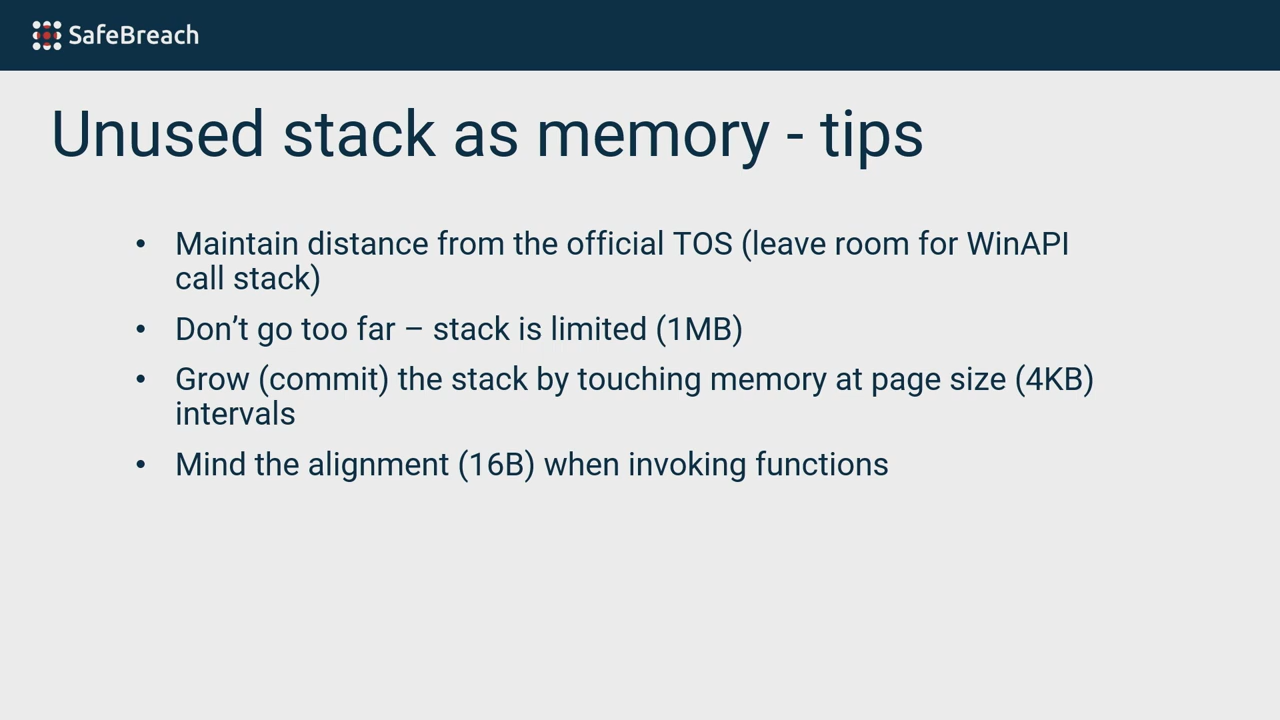 SafeBreach
Unused stack as memory - tips
• Maintain distance from the official TOS (leave room for WinAPI
call stack)
• Don’t go too far – stack is limited (1MB)
• Grow (commit) the stack by touching memory at page size (4KB)
intervals
• Mind the alignment (16B) when invoking functions